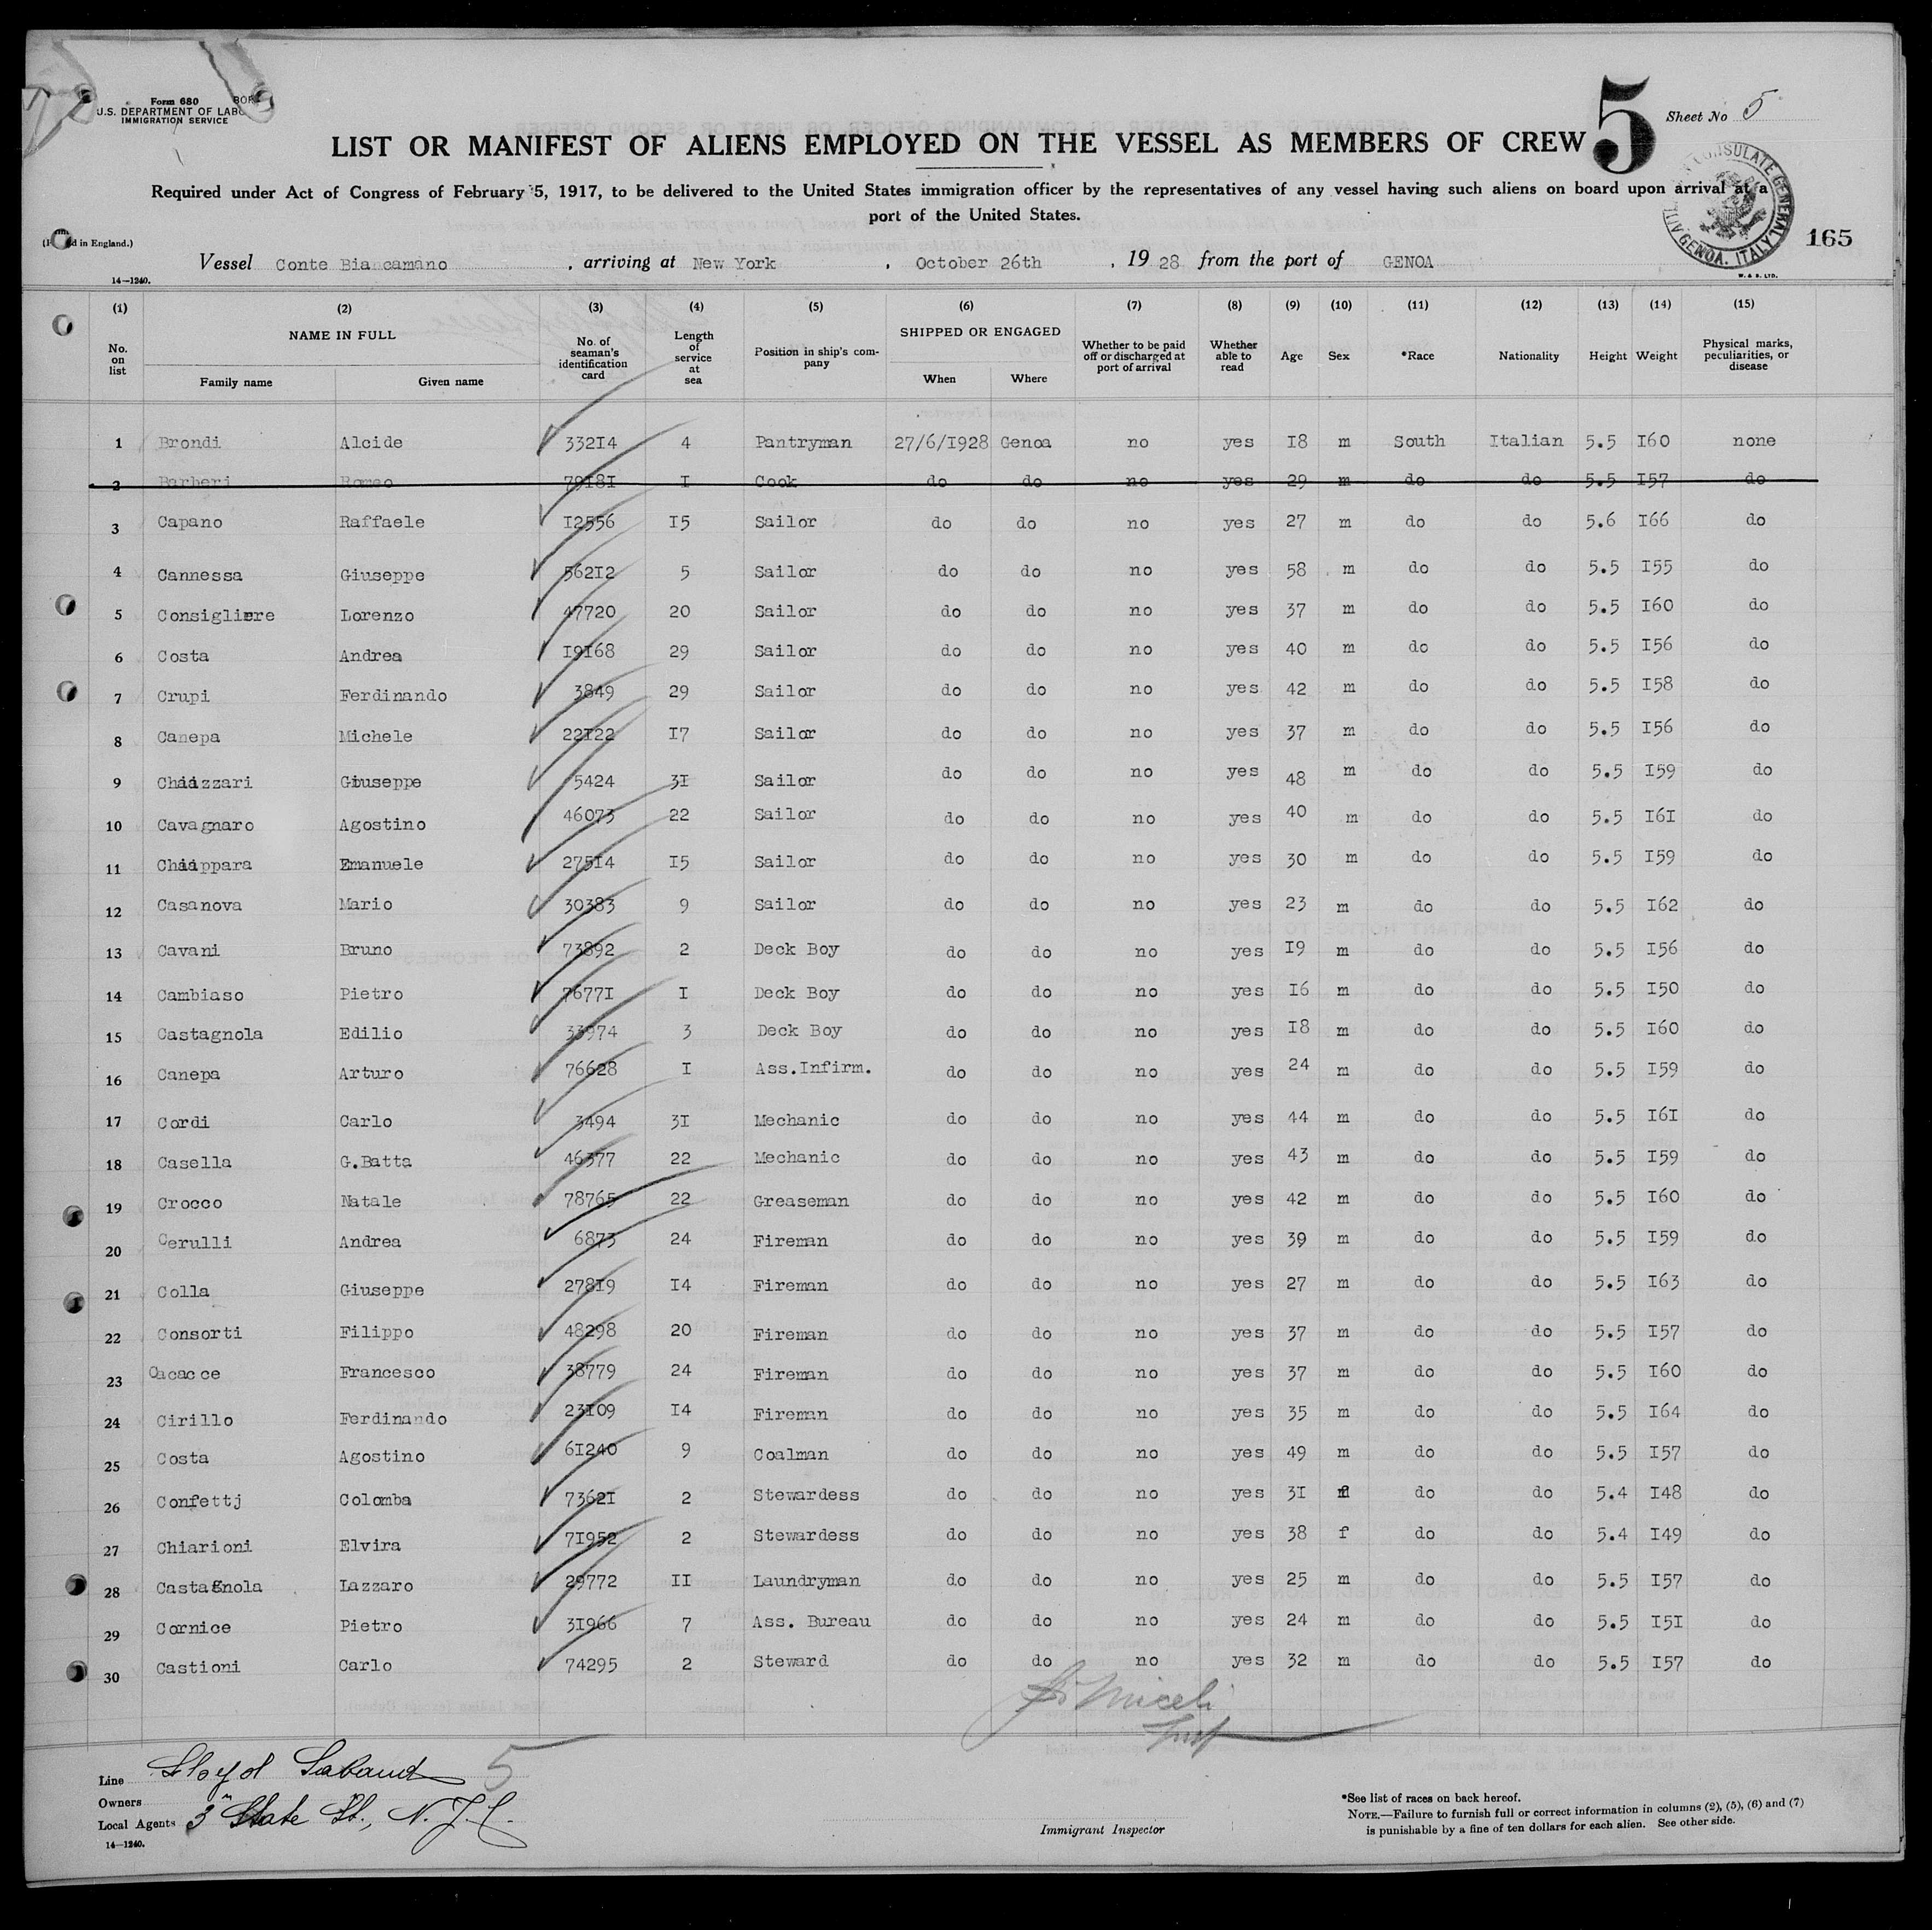 Form 680
U.S. DEPARTMENT OF LABO BOR
IMMIGRATION SERVICE
5
Sheet No 5
LIST OR MANIFEST OF ALIENS EMPLOYED ON THE VESSEL AS MEMBERS OF CREW
Required under Act of Congress of February 5, 1917, to be delivered to the United States immigration officer by the representatives of any vessel having such aliens on board upon arrival at a
port of the United States.
CONSULATE GENERAL GENOA. ITALY
165
W. & S. LTD.
d in England.)
Vessel Conte Biancamano , arriving at New York , October 26th , 19 28 from the port of GENOA
14—1240.
(1) (2) (3) (4) (5) (6) (7) (8) (9) (10) (11) (12) (13) (14) (15)
No. on list NAME IN FULL Family name Given name No. of seaman's identification card Length of service at sea Position in ship's company SHIPPED OR ENGAGED When Where Whether to be paid off or discharged at port of arrival Whether able to read Age Sex *Race Nationality Height Weight Physical marks, peculiarities, or disease
1 Brondi Alcide 33214 4 Pantryman 27/6/1928 Genoa no yes 18 m South Italian 5.5 160 none
2 Barberi Romeo 79181 I Cook do do no yes 29 m do do 5.5 157 do
3 Capano Raffaele 12556 15 Sailor do do no yes 27 m do do 5.6 166 do
4 Cannessa Giuseppe 56212 5 Sailor do do no yes 58 m do do 5.5 155 do
5 Consigliere Lorenzo 47720 20 Sailor do do no yes 37 m do do 5.5 160 do
6 Costa Andrea 19168 29 Sailor do do no yes 40 m do do 5.5 156 do
7 Crupi Ferdinando 3849 29 Sailor do do no yes 42 m do do 5.5 158 do
8 Canepa Michele 22122 17 Sailor do do no yes 37 m do do 5.5 156 do
9 Chiazzari Giuseppe 5424 31 Sailor do do no yes 48 m do do 5.5 159 do
10 Cavagnaro Agostino 46073 22 Sailor do do no yes 40 m do do 5.5 161 do
11 Chiappara Emanuele 27514 15 Sailor do do no yes 30 m do do 5.5 159 do
12 Casanova Mario 30383 9 Sailor do do no yes 23 m do do 5.5 162 do
13 Cavani Bruno 73892 2 Deck Boy do do no yes 19 m do do 5.5 156 do
14 Cambiaso Pietro 76771 I Deck Boy do do no yes 16 m do do 5.5 150 do
15 Castagnola Edilio 33974 3 Deck Boy do do no yes 18 m do do 5.5 160 do
16 Canepa Arturo 76628 I Ass.Infirm. do do no yes 24 m do do 5.5 159 do
17 Cordi Carlo 3494 31 Mechanic do do no yes 44 m do do 5.5 161 do
18 Casella G.Batta 46377 22 Mechanic do do no yes 43 m do do 5.5 159 do
19 Crocco Natale 78765 22 Greaseman do do no yes 42 m do do 5.5 160 do
20 Cerulli Andrea 6873 24 Fireman do do no yes 39 m do do 5.5 159 do
21 Colla Giuseppe 27819 14 Fireman do do no yes 27 m do do 5.5 163 do
22 Consorti Filippo 48298 20 Fireman do do no yes 37 m do do 5.5 157 do
23 Cacacce Francesco 38779 24 Fireman do do no yes 37 m do do 5.5 160 do
24 Cirillo Ferdinando 23109 14 Fireman do do no yes 35 m do do 5.5 164 do
25 Costa Agostino 61240 9 Coalman do do no yes 49 m do do 5.5 157 do
26 Confettj Colomba 73621 2 Stewardess do do no yes 31 f do do 5.4 148 do
27 Chiarioni Elvira 71952 2 Stewardess do do no yes 38 f do do 5.4 149 do
28 Castagnola Lazzaro 29772 II Laundryman do do no yes 25 m do do 5.5 157 do
29 Cornice Pietro 31966 7 Ass. Bureau do do no yes 24 m do do 5.5 151 do
30 Castioni Carlo 74295 2 Steward do do no yes 32 m do do 5.5 157 do
Miceli
Insp
Line Lloyd Sabaudo 5
Owners
Local Agents 3 State St., N.Y.C.
14—1240.
Immigrant Inspector
*See list of races on back hereof.
NOTE.—Failure to furnish full or correct information in columns (2), (5), (6) and (7)
is punishable by a fine of ten dollars for each alien. See other side.